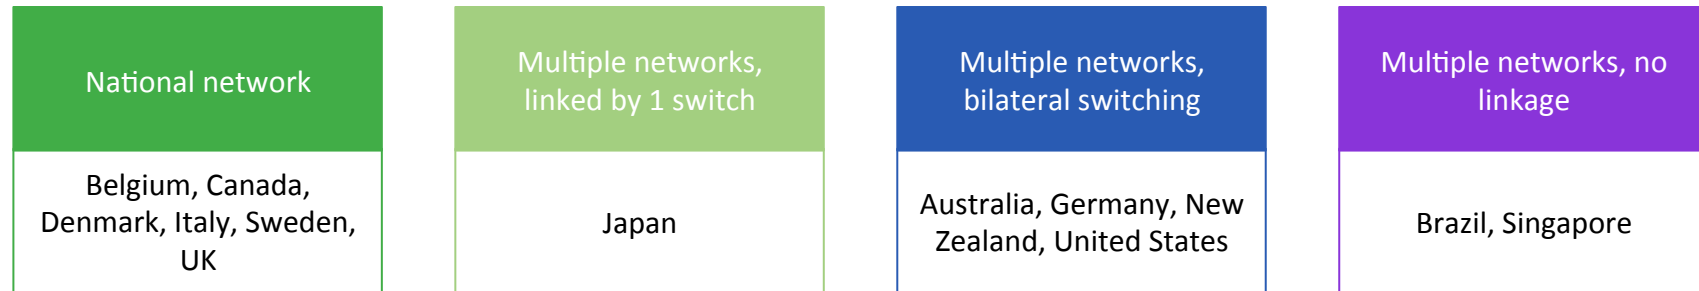 National network
Belgium, Canada,
Denmark, Italy, Sweden,
UK
Multiple networks,
linked by 1 switch
Japan
Multiple networks,
bilateral switching
Australia, Germany, New
Zealand, United States
Multiple networks, no
linkage
Brazil, Singapore